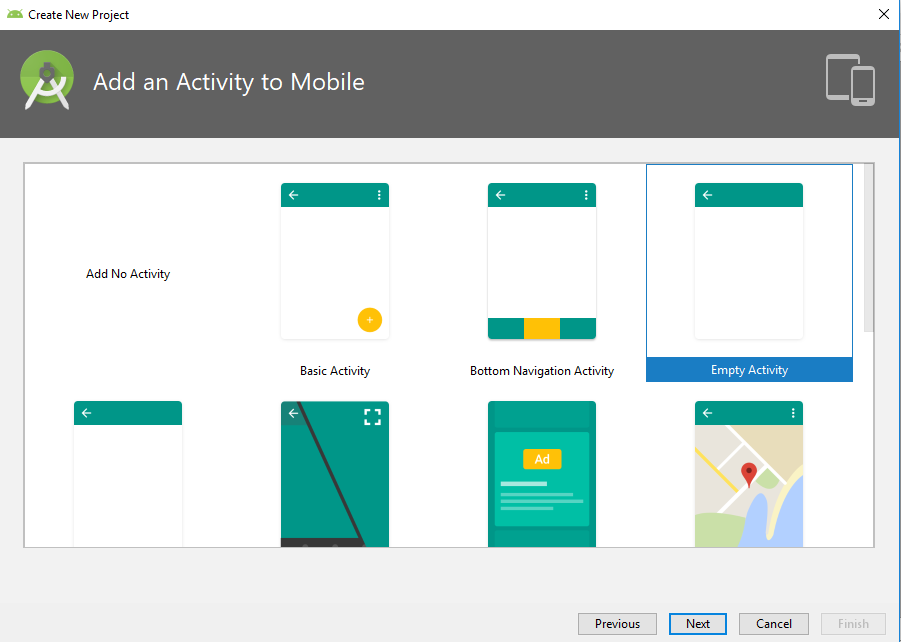 Create New Project
Add an Activity to Mobile
Add No Activity
Basic Activity
Bottom Navigation Activity
Empty Activity
Ad
Previous
Next
Cancel
Finish